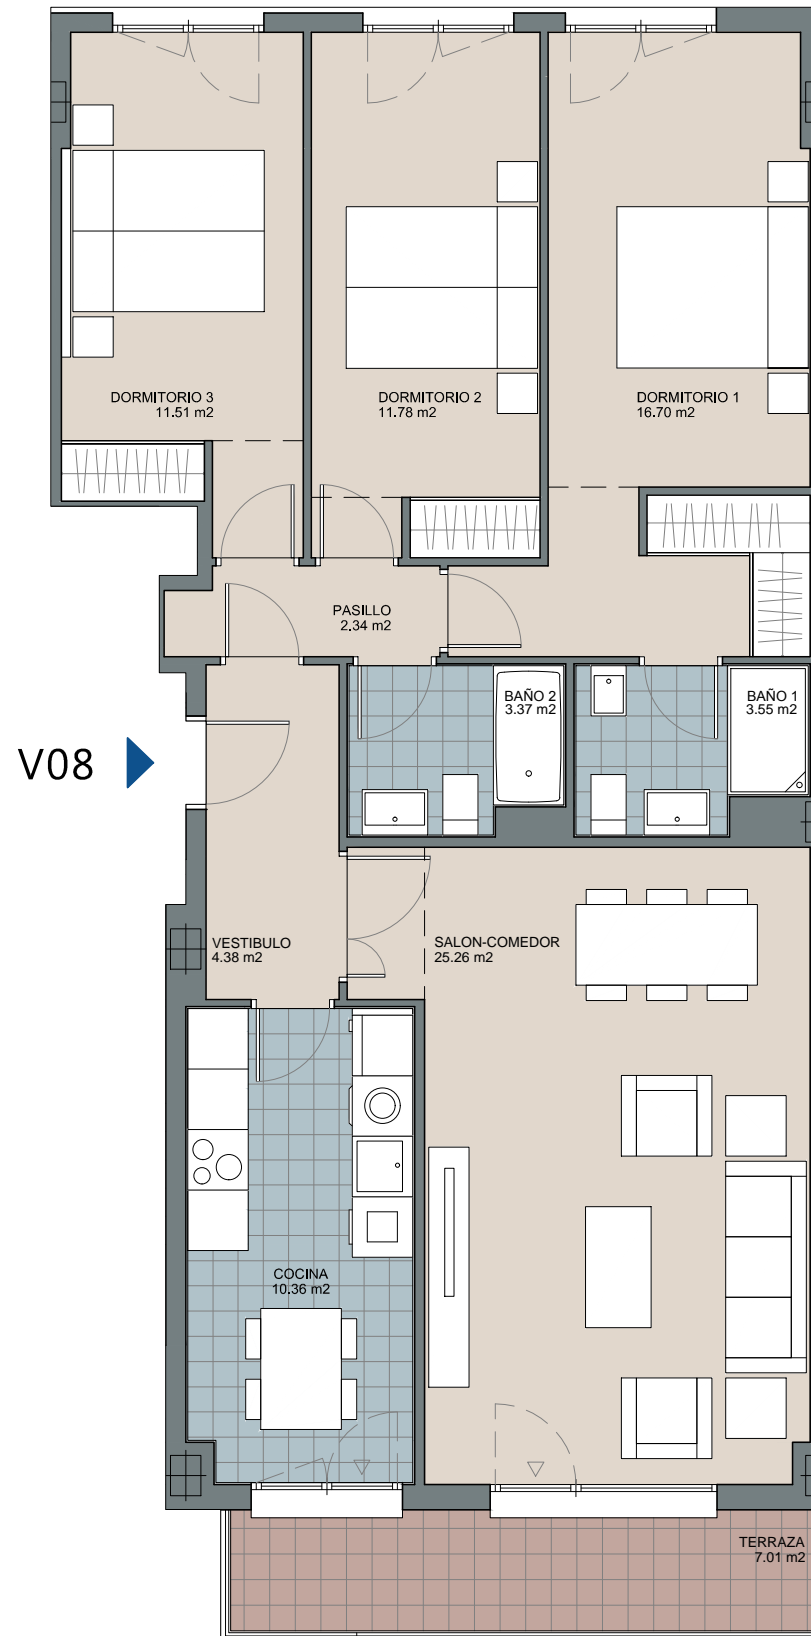 DORMITORIO 3
11.51 m2
DORMITORIO 2
11.78 m2
DORMITORIO 1
16.70 m2
PASILLO
2.34 m2
BAÑO 2
3.37 m2
BAÑO 1
3.55 m2
V08
VESTIBULO
4.38 m2
SALON-COMEDOR
25.26 m2
COCINA
10.36 m2
TERRAZA
7.01 m2